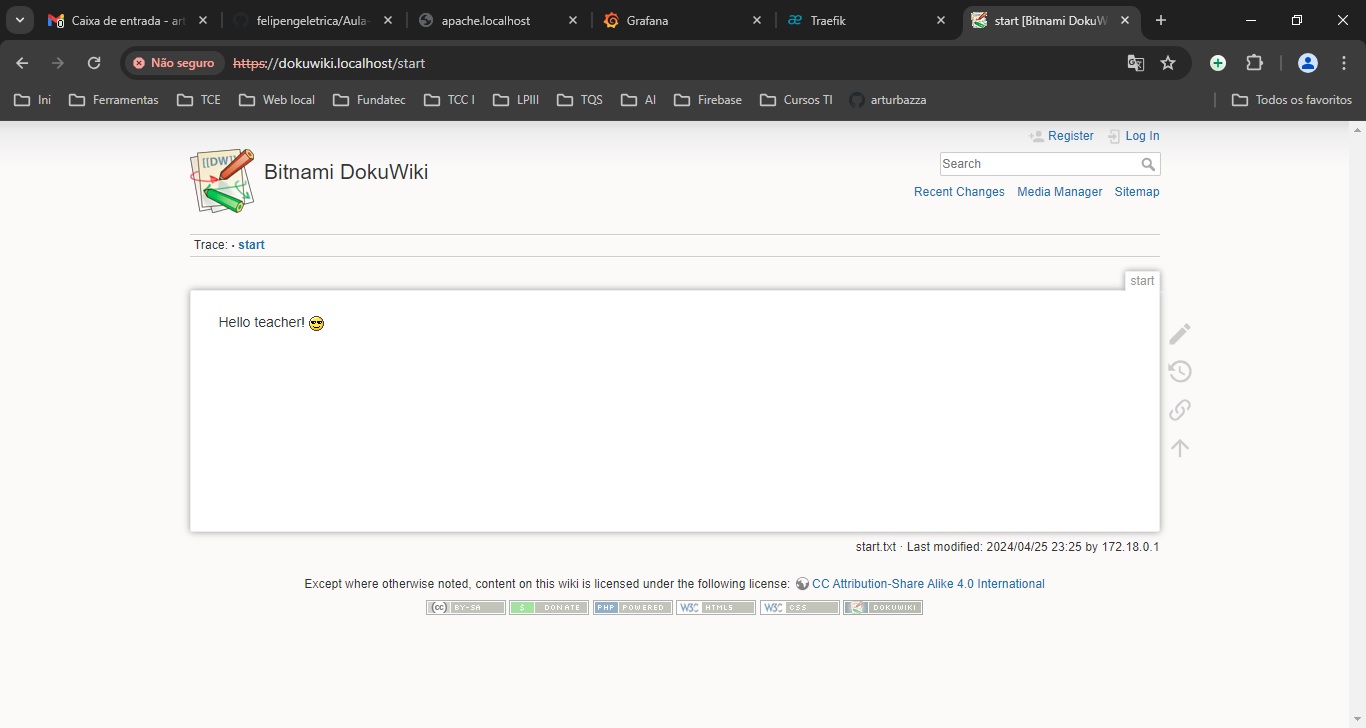 Caixa de entrada - art
felipengeletrica/Aula-
apache.localhost
Grafana
Traefik
start [Bitnami DokuW
Não seguro https://dokuwiki.localhost/start
Ini Ferramentas TCE Web local Fundatec TCC I LPIII TQS AI Firebase Cursos TI arturbazza Todos os favoritos
Register Log In
[[DW]]
Bitnami DokuWiki
Search
Recent Changes Media Manager Sitemap
Trace: · start
start
Hello teacher!
start.txt · Last modified: 2024/04/25 23:25 by 172.18.0.1
Except where otherwise noted, content on this wiki is licensed under the following license: CC Attribution-Share Alike 4.0 International
(cc) BY-SA $ DONATE PHP POWERED W3C HTML5 W3C CSS DOKUWIKI